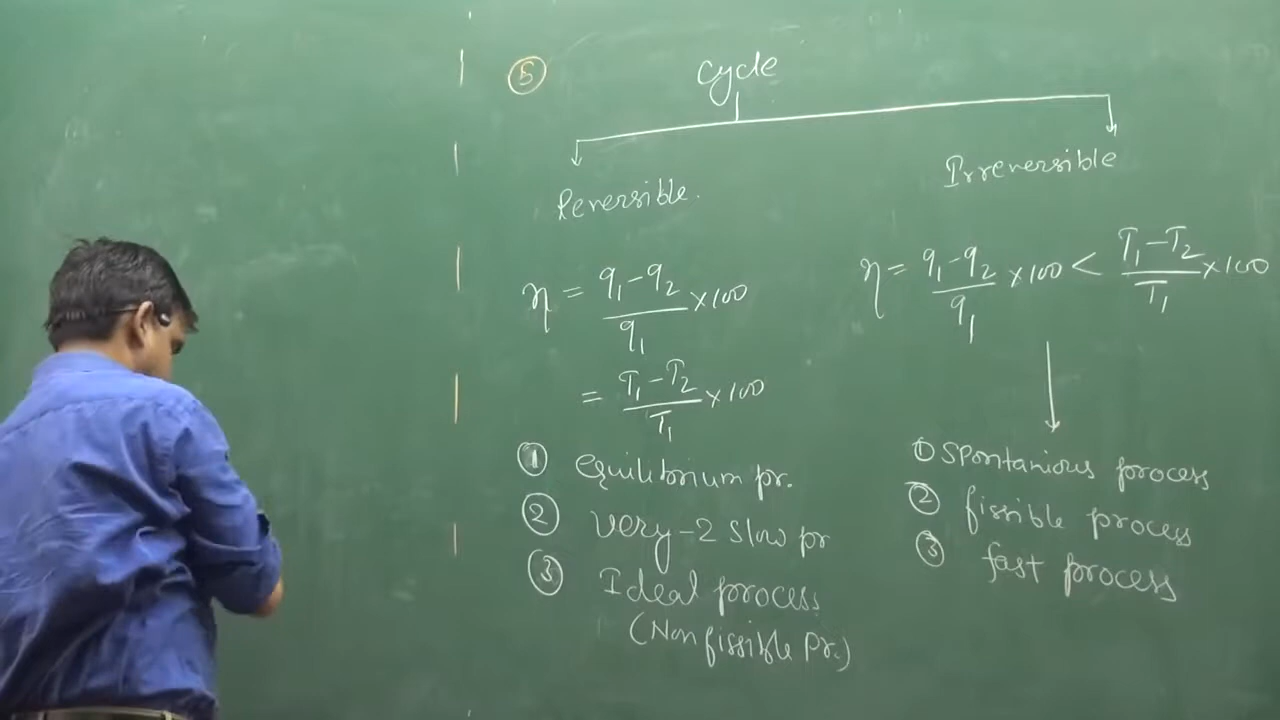 ⑤ Cycle
Reversible.
η = q₁-q₂/q₁ ×100
= T₁-T₂/T₁ ×100
① Equilibrium pr.
② Very-2 Slow pr
③ Ideal process
(Non fissible Pr.)
Irreversible
η = q₁-q₂/q₁ ×100 < T₁-T₂/T₁ ×100
① Spontanious process
② fissible process
③ fast process